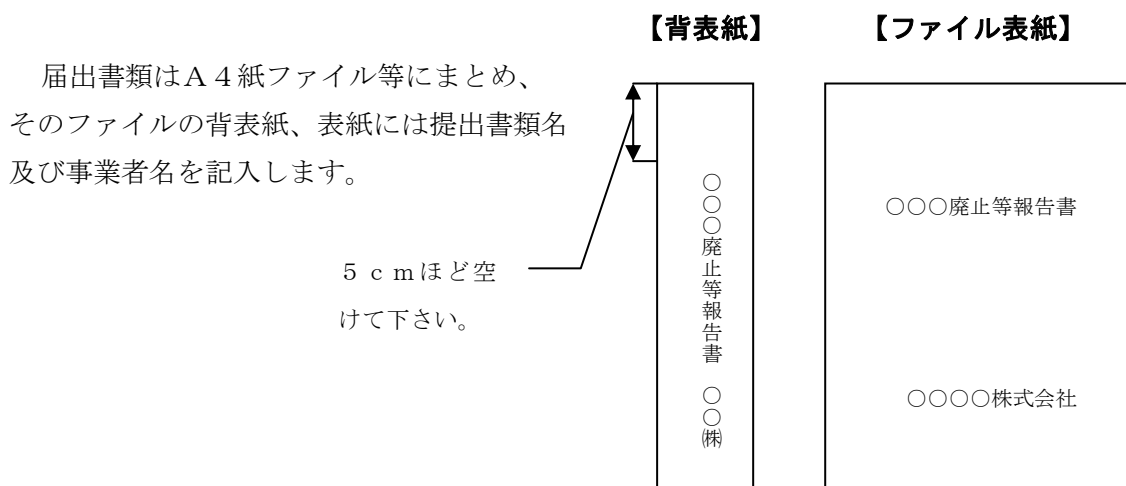 【背表紙】
【ファイル表紙】
届出書類はA４紙ファイル等にまとめ、
そのファイルの背表紙、表紙には提出書類名
及び事業者名を記入します。
５ｃｍほど空
けて下さい。
○○○廃止等報告書　○○㈱
○○○廃止等報告書
○○○○株式会社